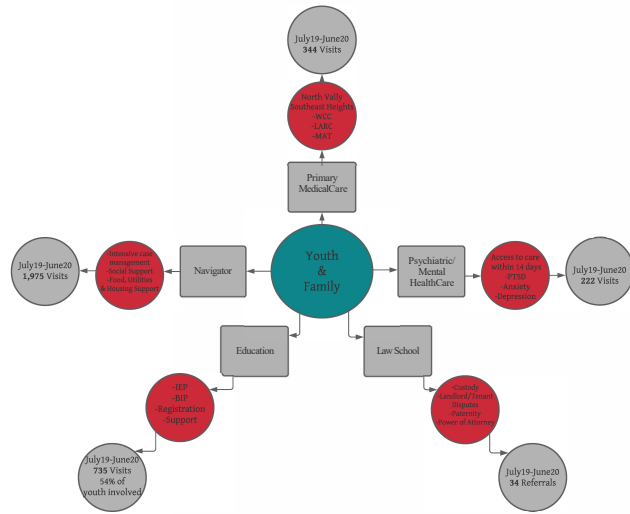 July19-June20
344 Visits
North Vally
Southeast Heights
-WCC
-LARC
-MAT
Primary
MedicalCare
Youth
&
Family
Navigator
-Intensive case
management
-Social Support
-Food, Utilities
& Housing Support
July19-June20
1,975 Visits
Psychiatric/
Mental
HealthCare
Access to care
within 14 days
-PTSD
-Anxiety
-Depression
July19-June20
222 Visits
Education
-IEP
-BIP
-Registration
-Support
July19-June20
735 Visits
54% of
youth involved
Law School
-Custody
-Landlord/Tenant
Disputes
-Paternity
-Power of Attorney
July19-June20
34 Referrals